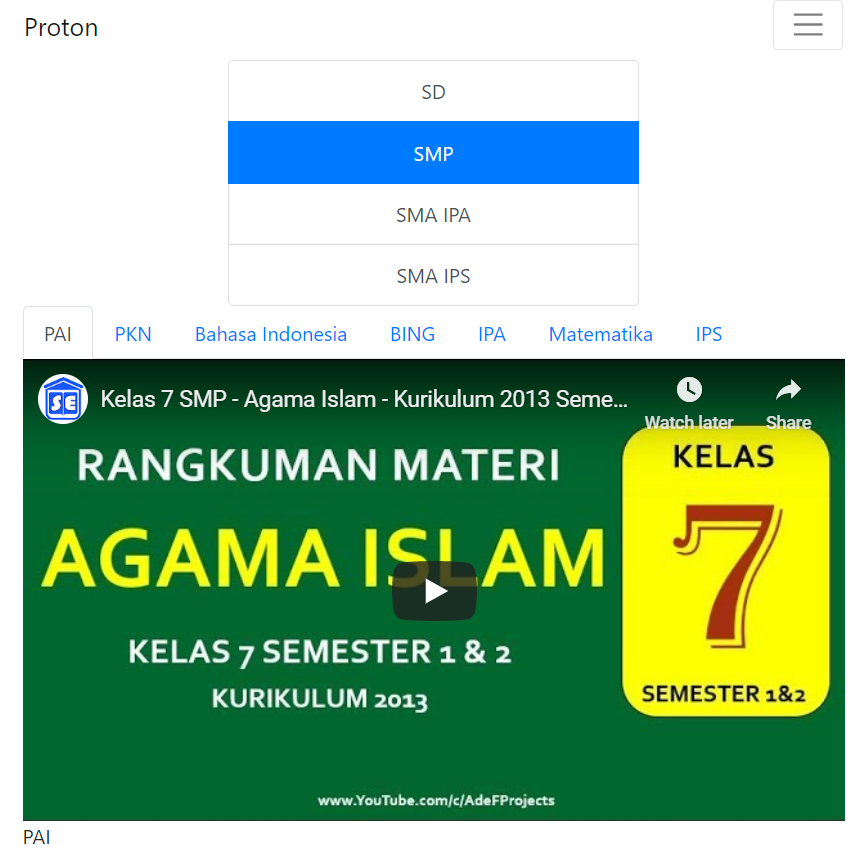 Proton
SD
SMP
SMA IPA
SMA IPS
PAI PKN Bahasa Indonesia BING IPA Matematika IPS
SE Kelas 7 SMP - Agama Islam - Kurikulum 2013 Seme... Watch later Share
RANGKUMAN MATERI
AGAMA ISLAM
KELAS 7 SEMESTER 1 & 2
KURIKULUM 2013
KELAS
7
SEMESTER 1&2
www.YouTube.com/c/AdeFProjects
PAI